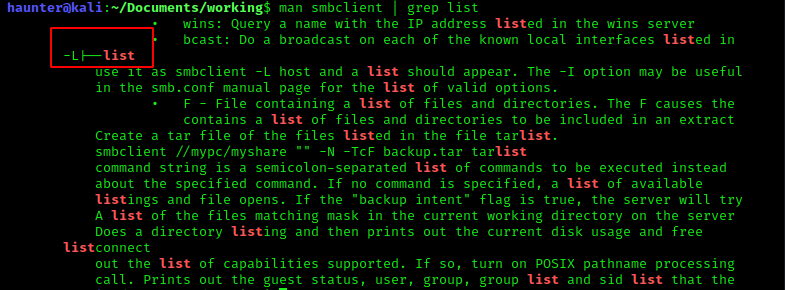 haunter@kali:~/Documents/working$ man smbclient | grep list
• wins: Query a name with the IP address listed in the wins server
• bcast: Do a broadcast on each of the known local interfaces listed in
-L|--list
use it as smbclient -L host and a list should appear. The -I option may be useful
in the smb.conf manual page for the list of valid options.
• F - File containing a list of files and directories. The F causes the
contains a list of files and directories to be included in an extract
Create a tar file of the files listed in the file tarlist.
smbclient //mypc/myshare "" -N -TcF backup.tar tarlist
command string is a semicolon-separated list of commands to be executed instead
about the specified command. If no command is specified, a list of available
listings and file opens. If the "backup intent" flag is true, the server will try
A list of the files matching mask in the current working directory on the server
Does a directory listing and then prints out the current disk usage and free
listconnect
out the list of capabilities supported. If so, turn on POSIX pathname processing
call. Prints out the guest status, user, group, group list and sid list that the